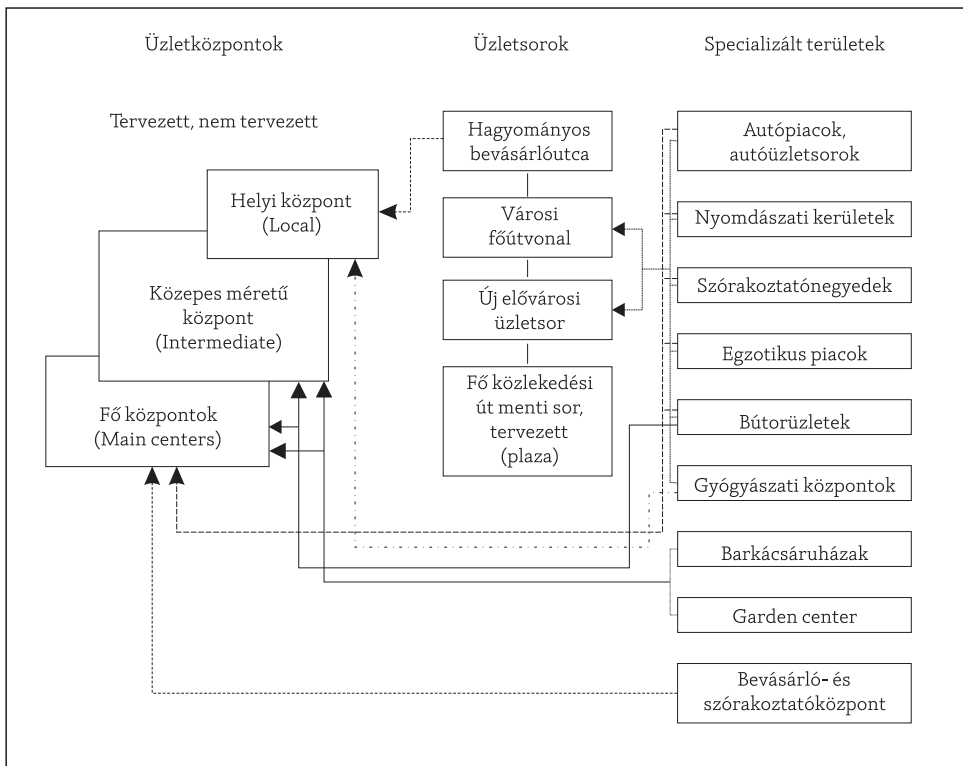 Üzletközpontok
Üzletsorok
Specializált területek
Tervezett, nem tervezett
Helyi központ
(Local)
Közepes méretű
központ
(Intermediate)
Fő központok
(Main centers)
Hagyományos
bevásárlóutca
Városi
főútvonal
Új elővárosi
üzletsor
Fő közlekedési
út menti sor,
tervezett
(plaza)
Autópiacok,
autóüzletsorok
Nyomdászati kerületek
Szórakoztatónegyedek
Egzotikus piacok
Bútorüzletek
Gyógyászati központok
Barkácsáruházak
Garden center
Bevásárló- és
szórakoztatóközpont